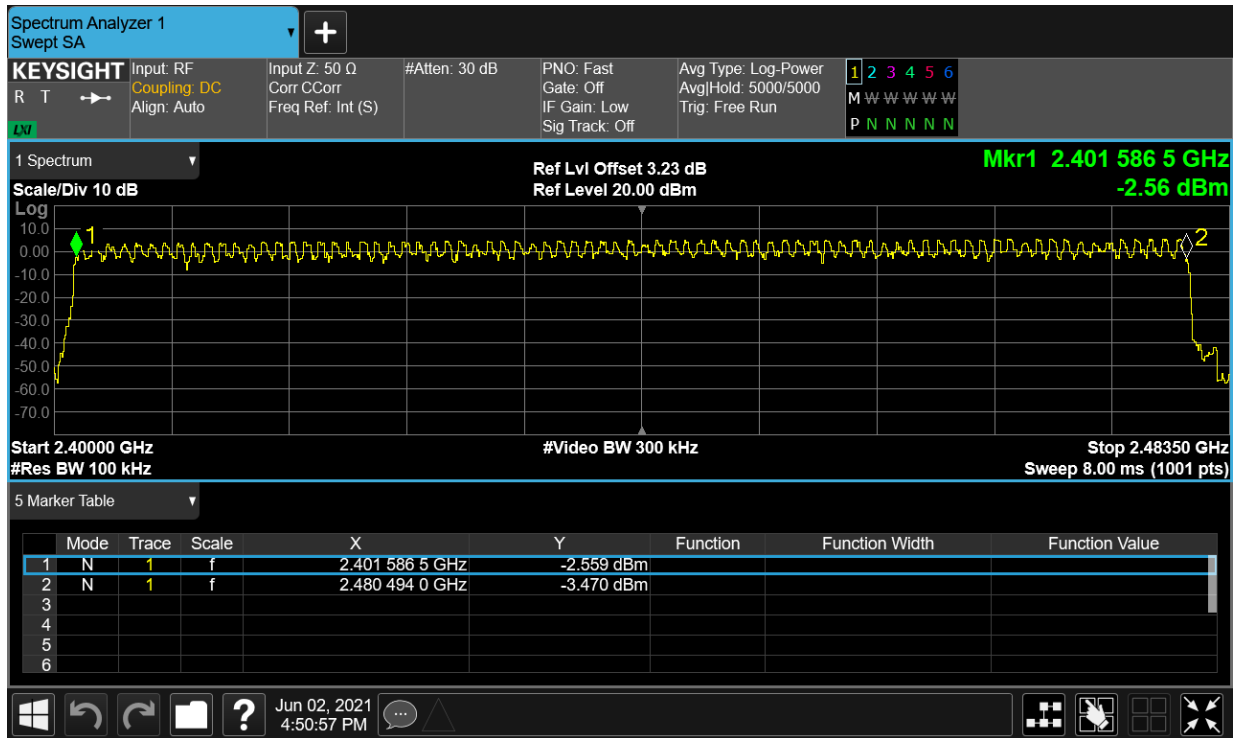 Spectrum Analyzer 1
Swept SA
▼
+
KEYSIGHT
R T
LXI
Input: RF
Coupling: DC
Align: Auto
Input Z: 50 Ω
Corr CCorr
Freq Ref: Int (S)
#Atten: 30 dB
PNO: Fast
Gate: Off
IF Gain: Low
Sig Track: Off
Avg Type: Log-Power
Avg|Hold: 5000/5000
Trig: Free Run
1 2 3 4 5 6
M W W W W W
P N N N N N
1 Spectrum
▼
Scale/Div 10 dB
Ref Lvl Offset 3.23 dB
Ref Level 20.00 dBm
Mkr1 2.401 586 5 GHz
-2.56 dBm
Log
10.0
0.00
-10.0
-20.0
-30.0
-40.0
-50.0
-60.0
-70.0
1
2
Start 2.40000 GHz
#Res BW 100 kHz
#Video BW 300 kHz
Stop 2.48350 GHz
Sweep 8.00 ms (1001 pts)
5 Marker Table
▼
Mode Trace Scale X Y Function Function Width Function Value
1 N 1 f 2.401 586 5 GHz -2.559 dBm
2 N 1 f 2.480 494 0 GHz -3.470 dBm
3
4
5
6
?
Jun 02, 2021
4:50:57 PM